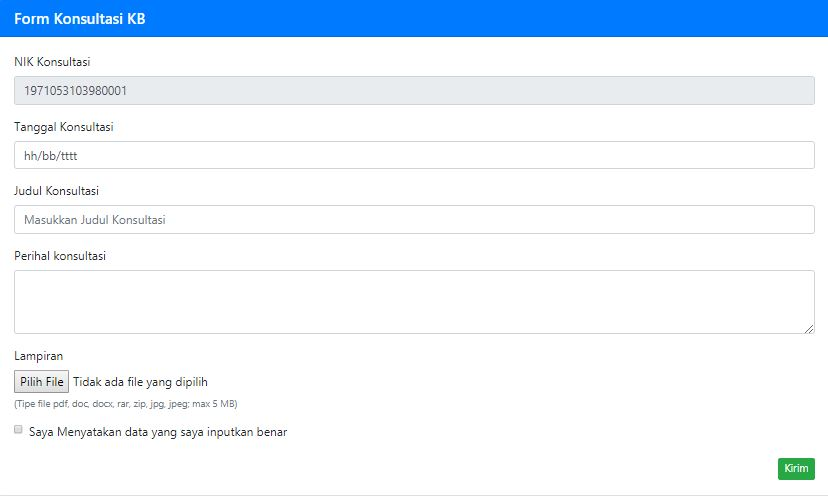 Form Konsultasi KB
NIK Konsultasi
1971053103980001
Tanggal Konsultasi
hh/bb/tttt
Judul Konsultasi
Masukkan Judul Konsultasi
Perihal konsultasi
Lampiran
Pilih File Tidak ada file yang dipilih
(Tipe file pdf, doc, docx, rar, zip, jpg, jpeg; max 5 MB)
Saya Menyatakan data yang saya inputkan benar
Kirim